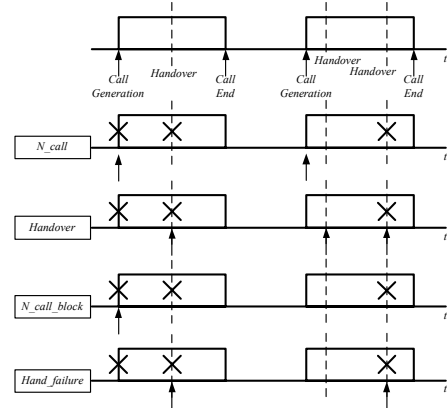 t
Handover
Handover
Handover
Call
Generation
Call
End
Call
Generation
Call
End
N_call
t
Handover
t
N_call_block
t
Hand_failure
t